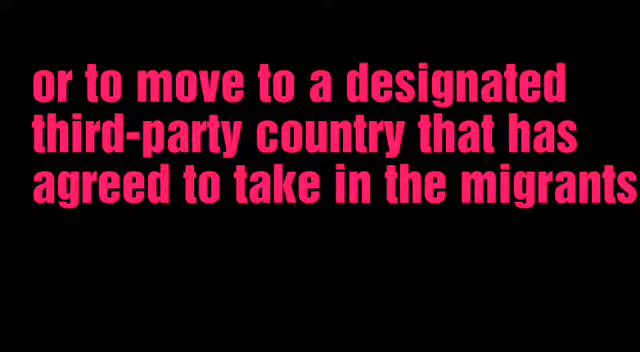 or to move to a designated
third-party country that has
agreed to take in the migrants